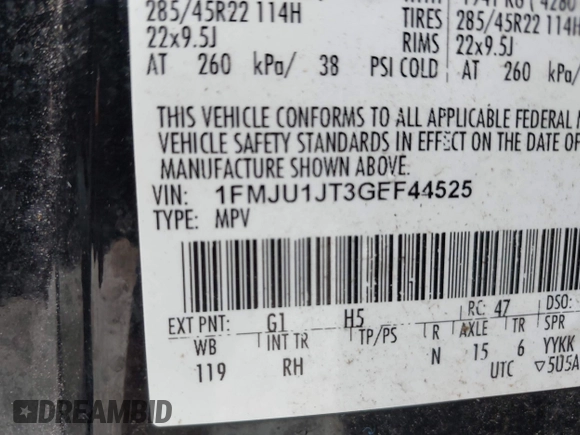 285/45R22 114H TIRES 285/45R22 114H
22x9.5J RIMS 22x9.5J
AT 260 kPa/ 38 PSI COLD AT 260 kPa/
THIS VEHICLE CONFORMS TO ALL APPLICABLE FEDERAL
VEHICLE SAFETY STANDARDS IN EFFECT ON THE DATE OF
MANUFACTURE SHOWN ABOVE.
VIN: 1FMJU1JT3GEF44525
TYPE: MPV
EXT PNT: G1 H5 RC: 47 DSO:
WB INT TR TP/PS R AXLE TR SPR
119 RH N 15 6 YYKK
UTC ▽5U5A
DREAMBID